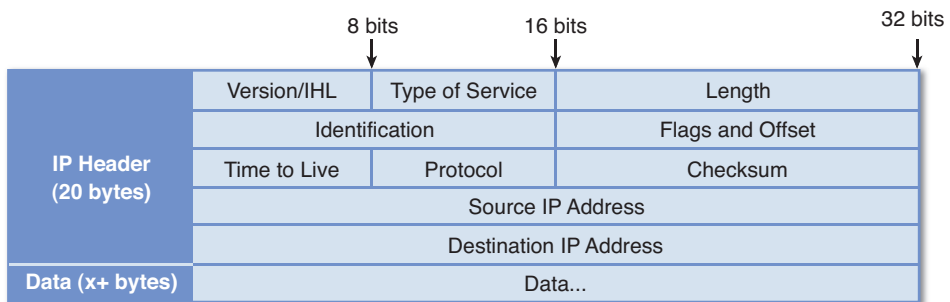 8 bits 16 bits 32 bits
Version/IHL Type of Service Length
Identification Flags and Offset
IP Header
(20 bytes)
Time to Live Protocol Checksum
Source IP Address
Destination IP Address
Data (x+ bytes) Data...